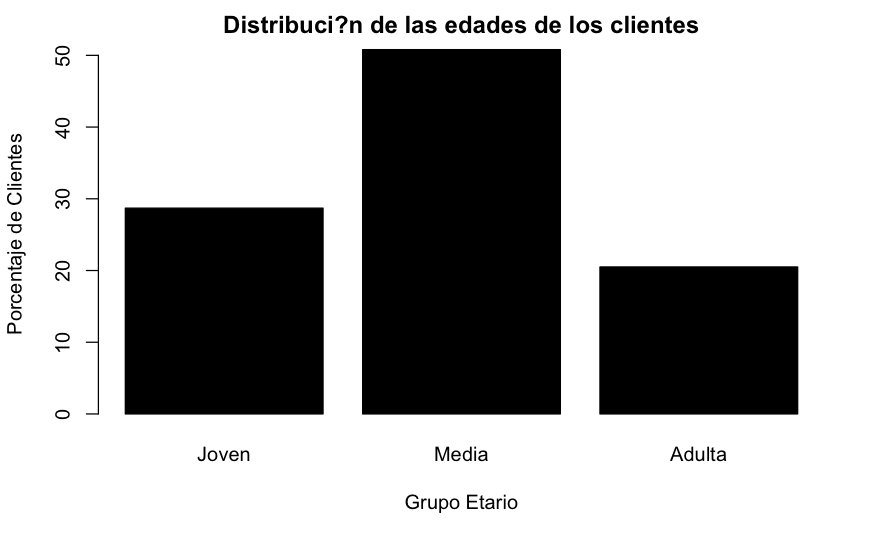 Distribuci?n de las edades de los clientes
Porcentaje de Clientes
50
40
30
20
10
0
Joven
Media
Adulta
Grupo Etario